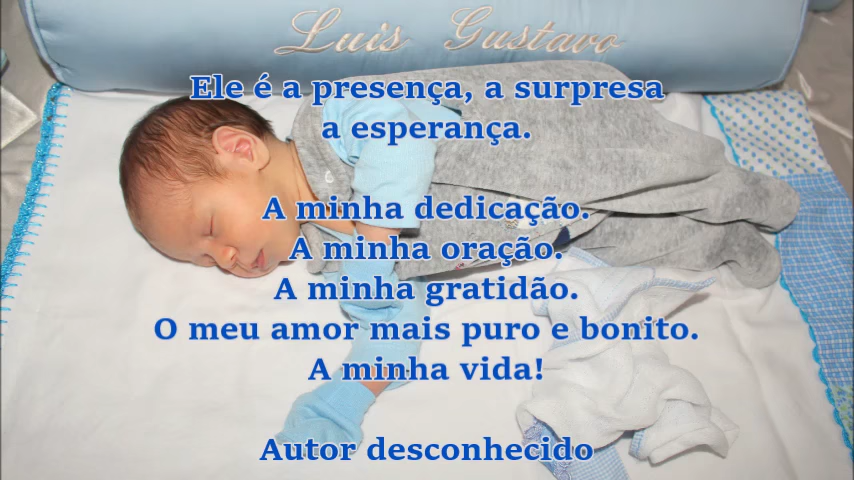 Luis Gustavo
Ele é a presença, a surpresa
a esperança.
A minha dedicação.
A minha oração.
A minha gratidão.
O meu amor mais puro e bonito.
A minha vida!
Autor desconhecido